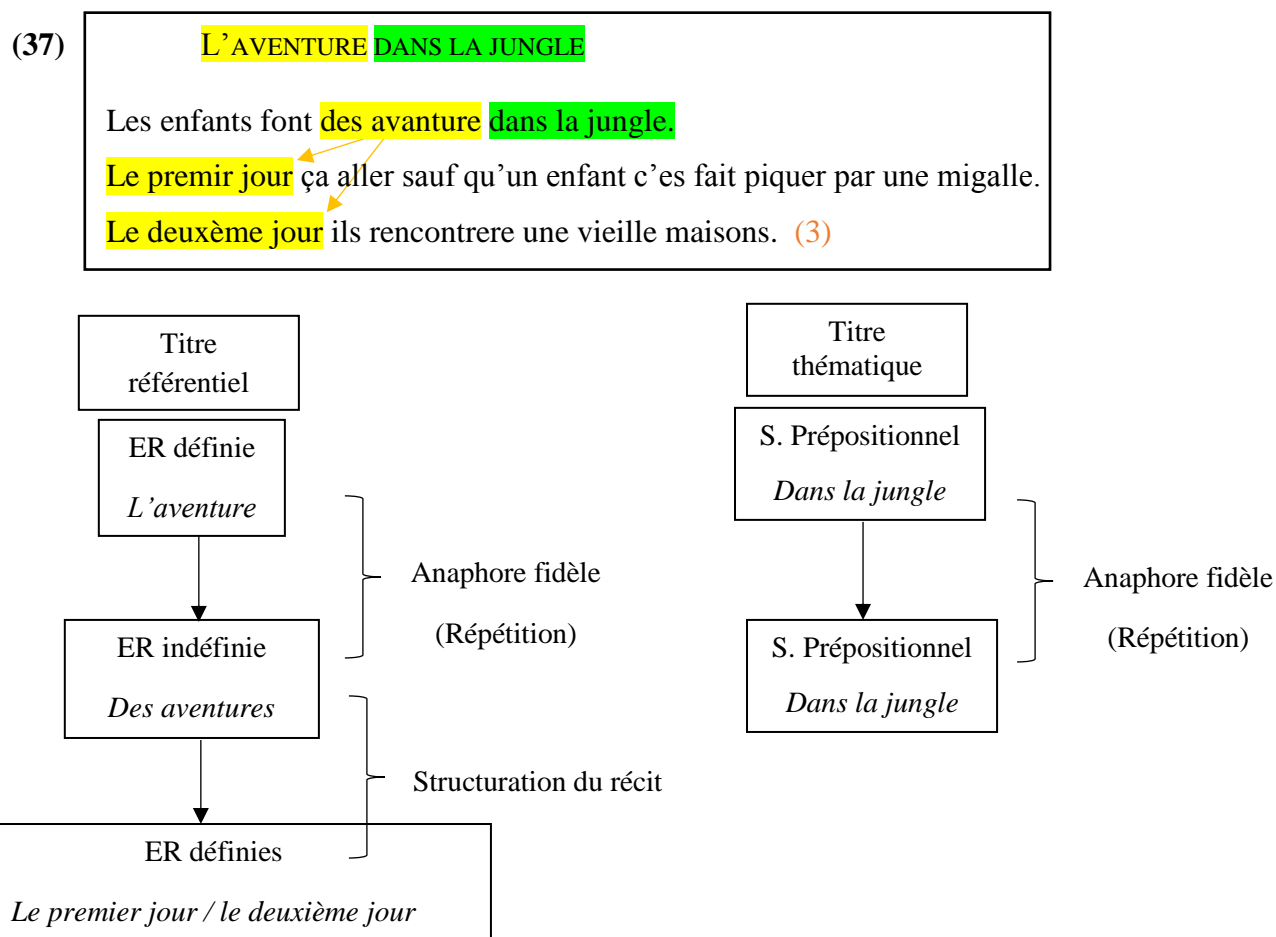 (37)
L'AVENTURE DANS LA JUNGLE
Les enfants font des avanture dans la jungle.
Le premir jour ça aller sauf qu'un enfant c'es fait piquer par une migalle.
Le deuxème jour ils rencontrere une vieille maisons. (3)
Titre
référentiel
ER définie
L'aventure
Anaphore fidèle
(Répétition)
ER indéfinie
Des aventures
Structuration du récit
ER définies
Le premier jour / le deuxième jour
Titre
thématique
S. Prépositionnel
Dans la jungle
Anaphore fidèle
(Répétition)
S. Prépositionnel
Dans la jungle